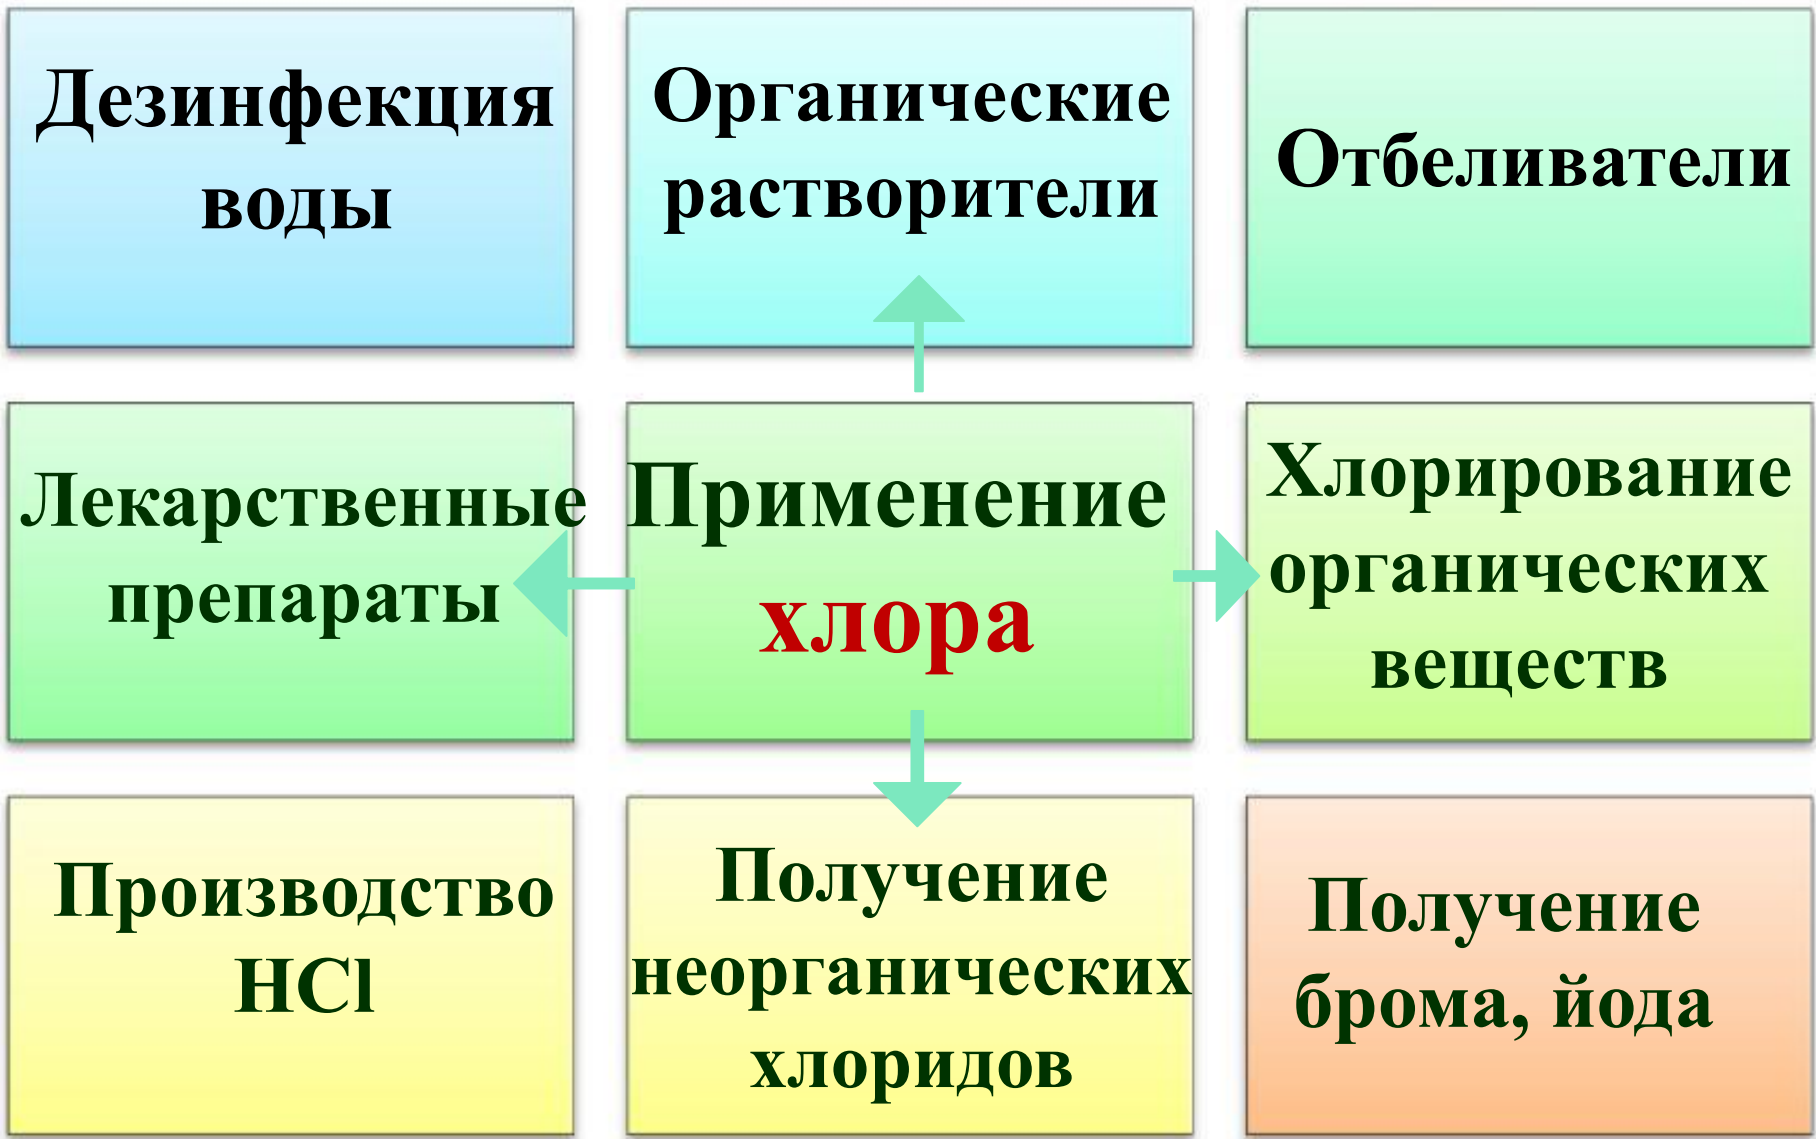 Дезинфекция
воды
Органические
растворители
Отбеливатели
Лекарственные
препараты
Применение
хлора
Хлорирование
органических
веществ
Производство
HCl
Получение
неорганических
хлоридов
Получение
брома, йода